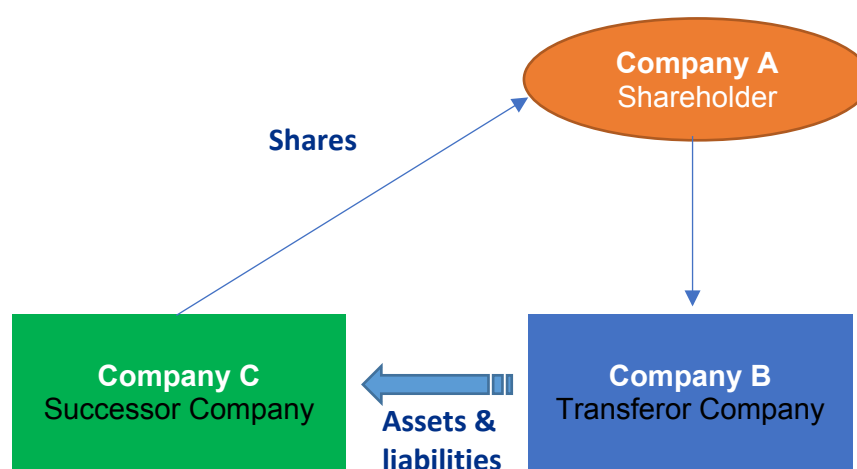 Company A
Shareholder
Shares
Company C
Successor Company
Company B
Transferor Company
Assets &
liabilities